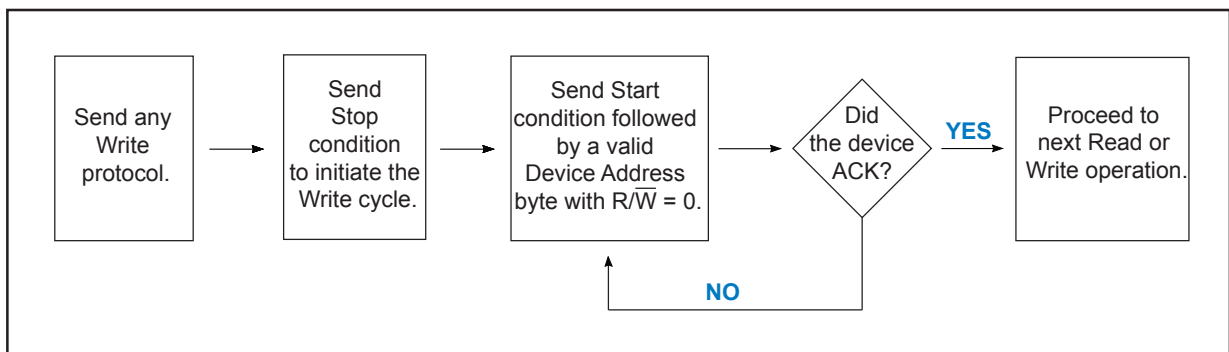 Send any
Write
protocol.
Send
Stop
condition
to initiate the
Write cycle.
Send Start
condition followed
by a valid
Device Address
byte with R/W̅ = 0.
Did
the device
ACK?
YES
NO
Proceed to
next Read or
Write operation.